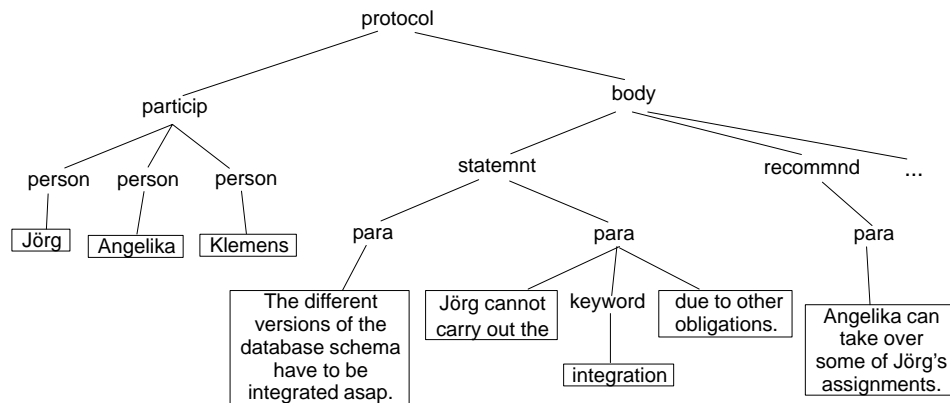 protocol
particip
body
person
person
person
statemnt
recommnd
...
Jörg
Angelika
Klemens
para
para
para
The different
versions of the
database schema
have to be
integrated asap.
Jörg cannot
carry out the
keyword
due to other
obligations.
integration
Angelika can
take over
some of Jörg's
assignments.